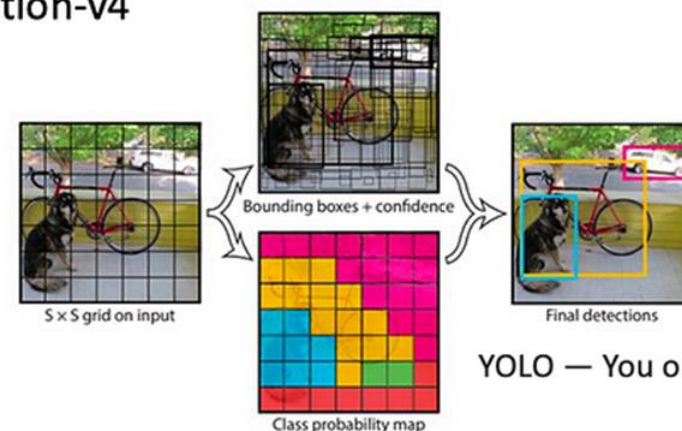 tion-v4
Bounding boxes + confidence
S × S grid on input
Final detections
YOLO — You o
Class probability map